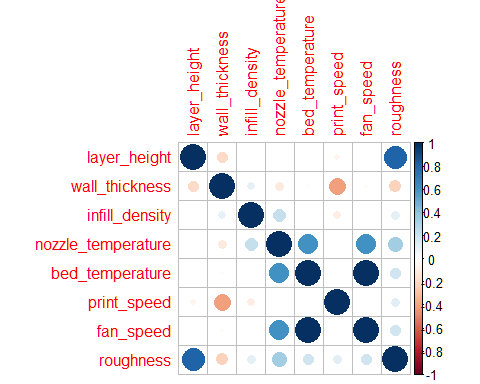 layer_height
wall_thickness
infill_density
nozzle_temperature
bed_temperature
print_speed
fan_speed
roughness
layer_height
wall_thickness
infill_density
nozzle_temperature
bed_temperature
print_speed
fan_speed
roughness
1
0.8
0.6
0.4
0.2
0
-0.2
-0.4
-0.6
-0.8
-1